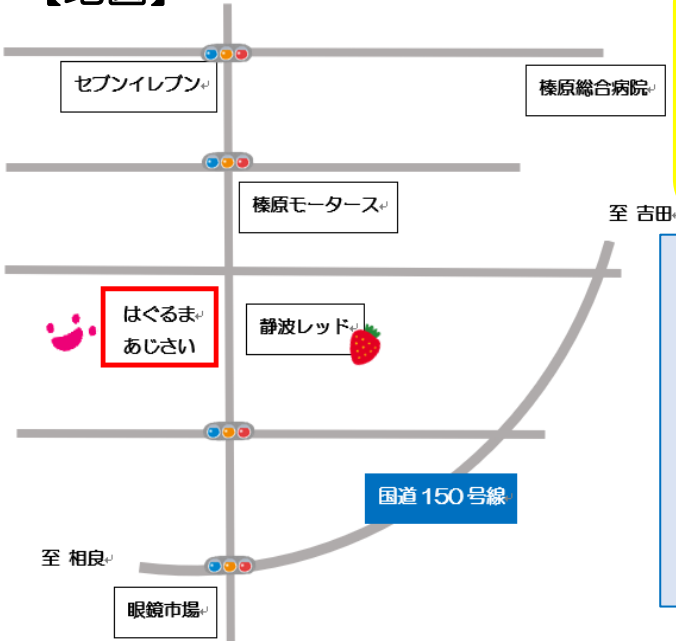 セブンイレブン
榛原総合病院
榛原モータース
至 吉田
はぐるま
あじさい
静波レッド
国道150号線
至 相良
眼鏡市場